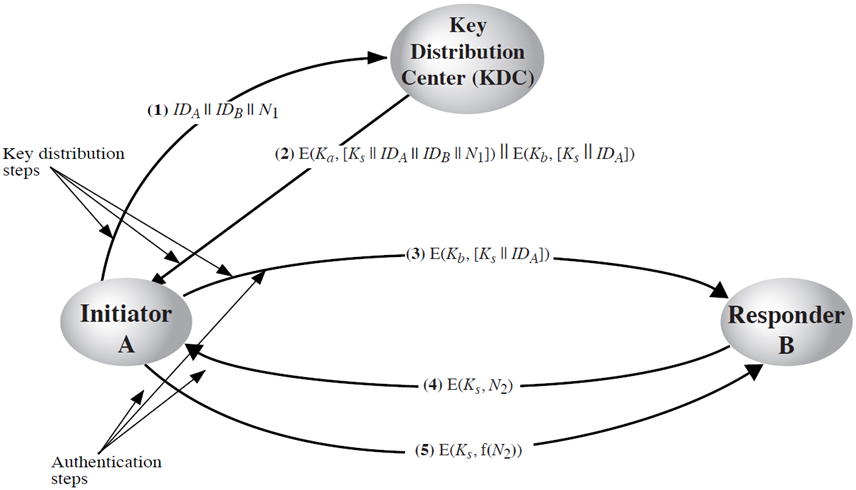 Key
Distribution
Center (KDC)
(1) ID_A || ID_B || N_1
(2) E(K_a, [K_s || ID_A || ID_B || N_1]) || E(K_b, [K_s || ID_A])
Key distribution
steps
(3) E(K_b, [K_s || ID_A])
Initiator
A
Responder
B
(4) E(K_s, N_2)
(5) E(K_s, f(N_2))
Authentication
steps